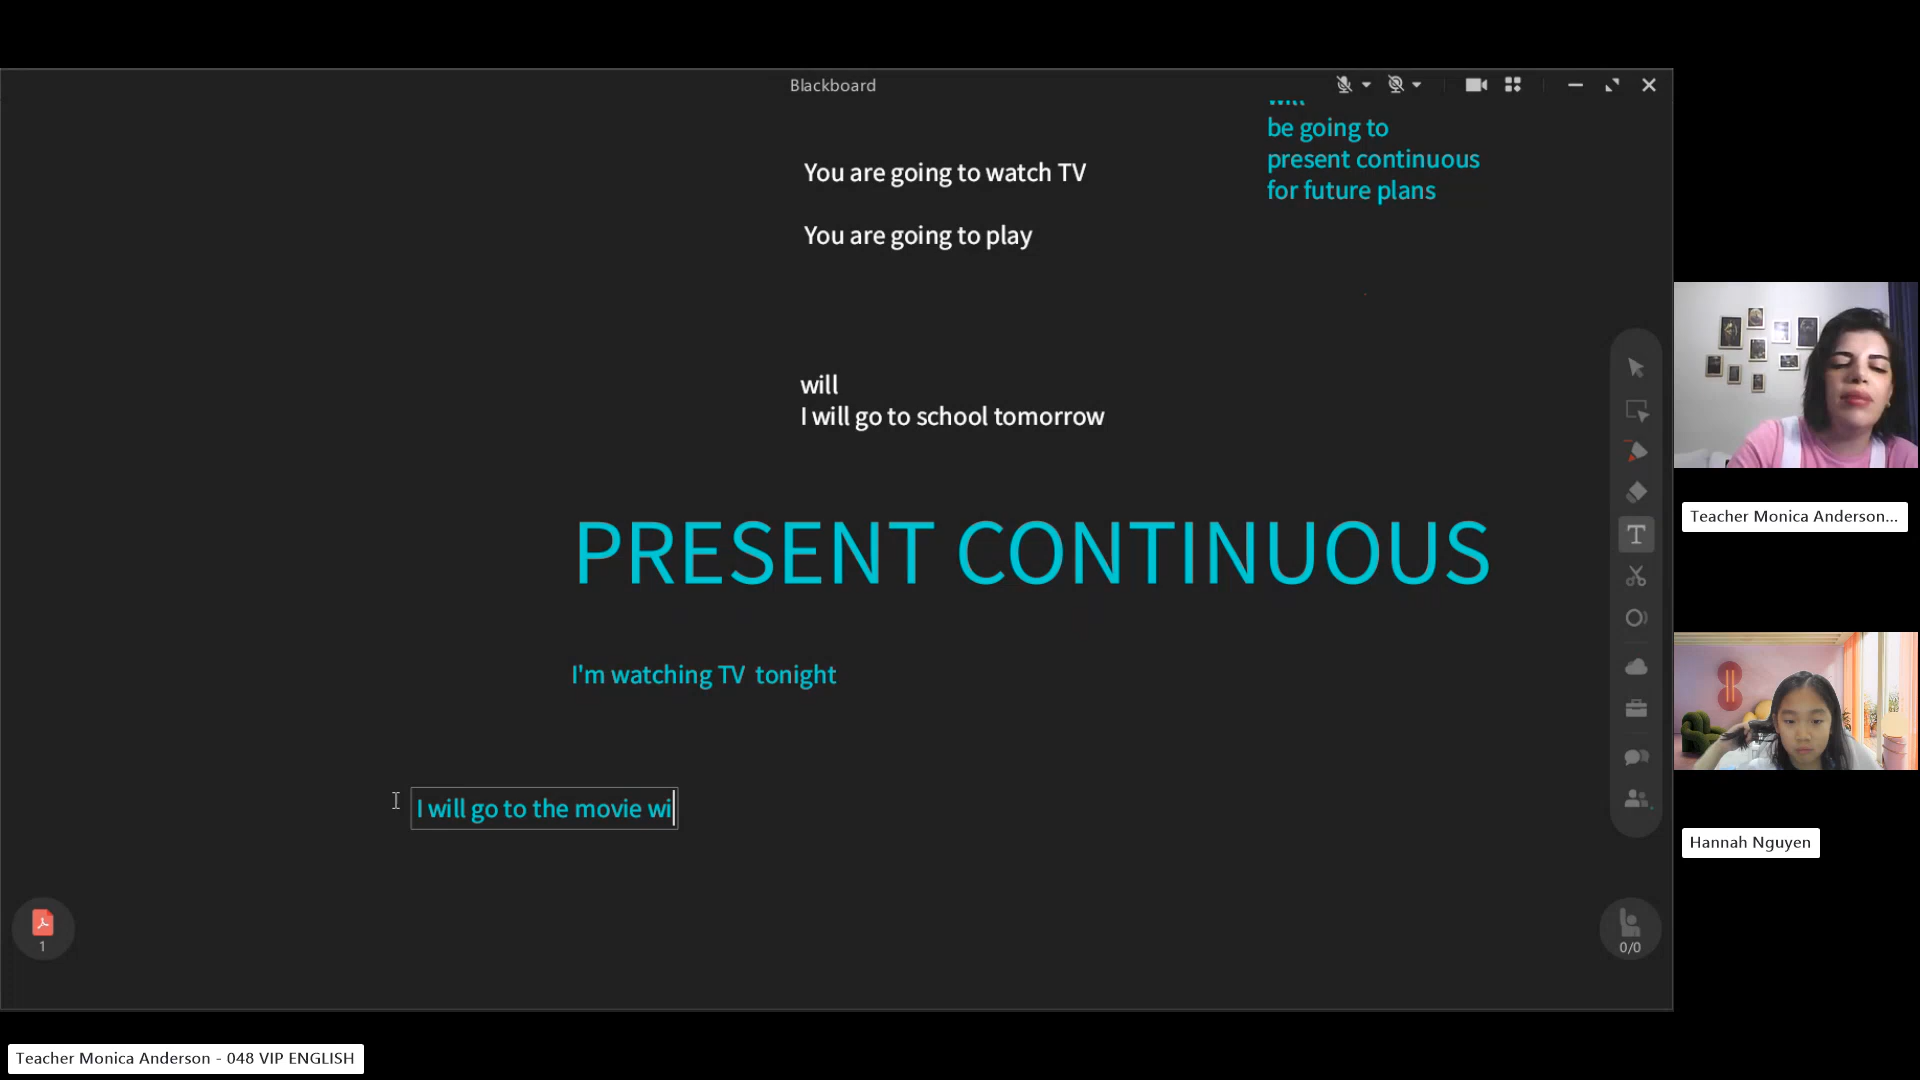 Blackboard
will
be going to
present continuous
for future plans
You are going to watch TV
You are going to play
will
I will go to school tomorrow
PRESENT CONTINUOUS
I'm watching TV  tonight
I will go to the movie wi
T
1
0/0
Teacher Monica Anderson...
Hannah Nguyen
Teacher Monica Anderson - 048 VIP ENGLISH